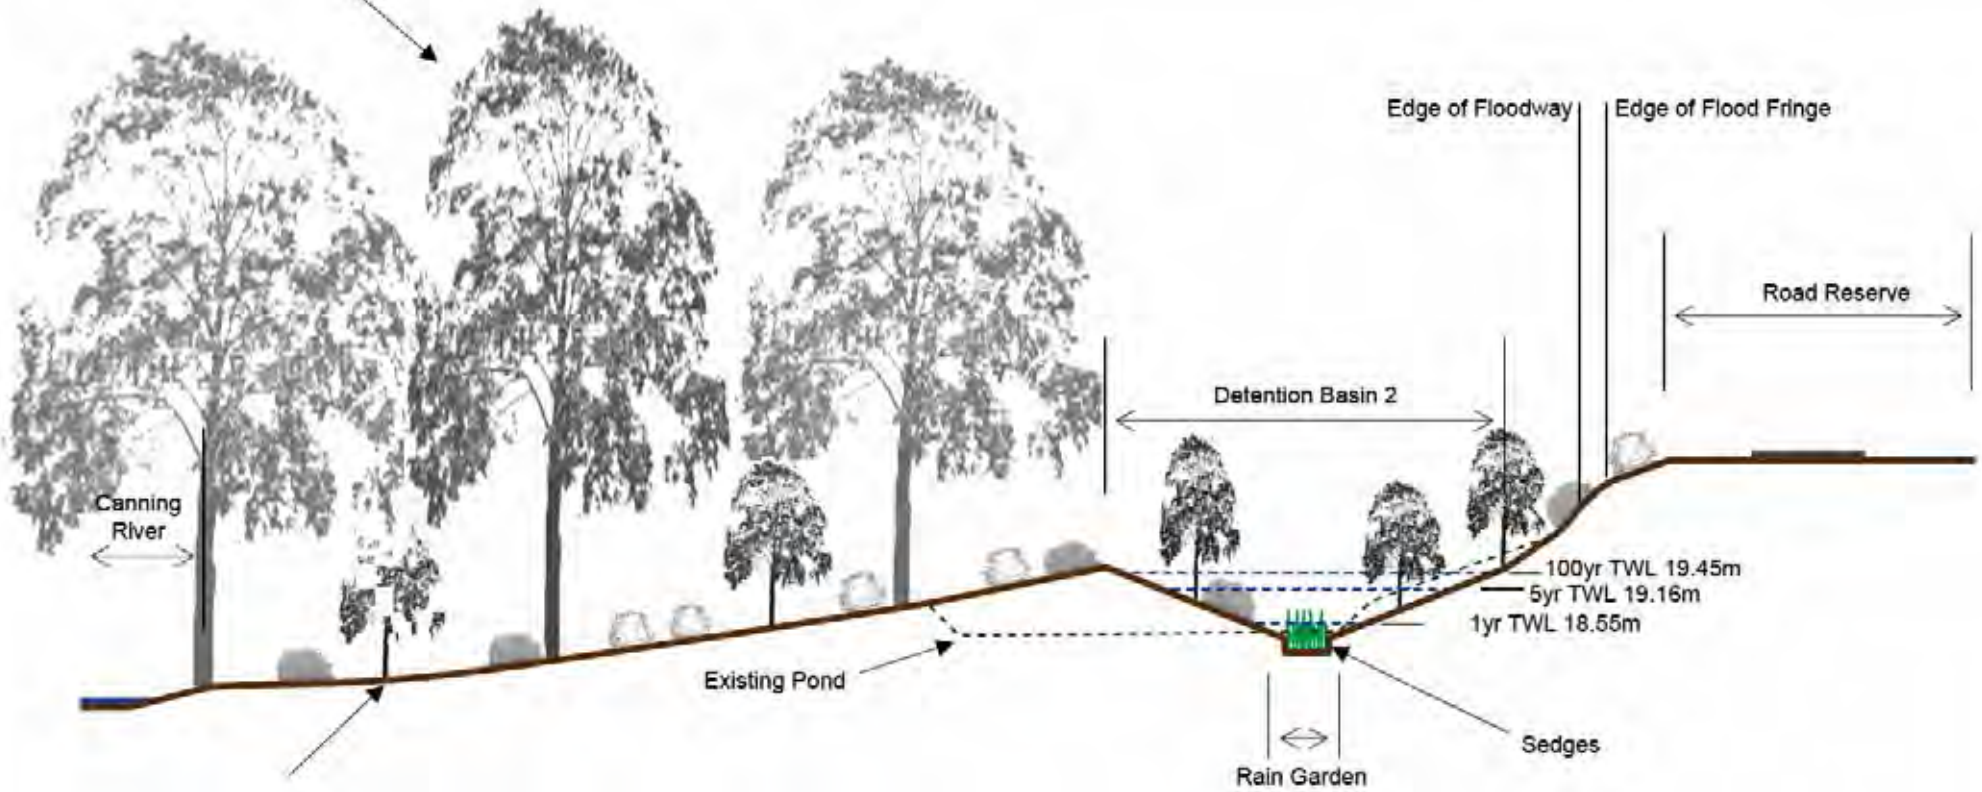 Edge of Floodway
Edge of Flood Fringe
Road Reserve
Detention Basin 2
Canning
River
100yr TWL 19.45m
5yr TWL 19.16m
1yr TWL 18.55m
Existing Pond
Sedges
Rain Garden